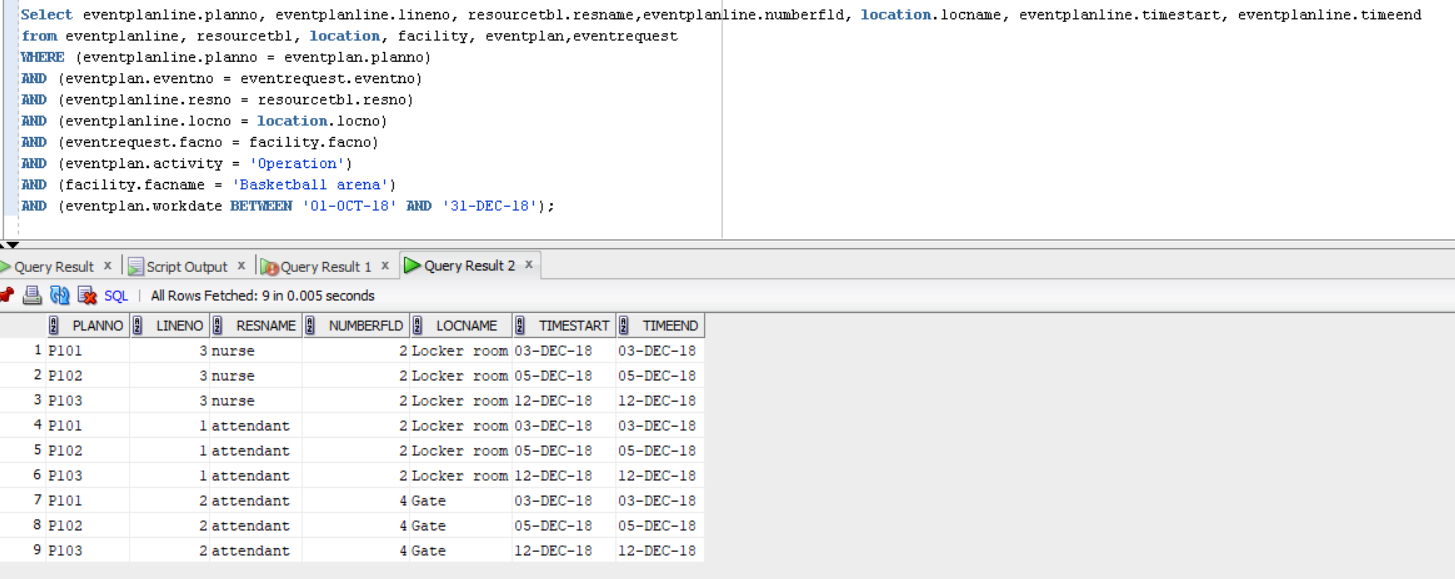 Select eventplanline.planno, eventplanline.lineno, resourcetbl.resname,eventplanline.numberfld, location.locname, eventplanline.timestart, eventplanline.timeend
from eventplanline, resourcetbl, location, facility, eventplan,eventrequest
WHERE (eventplanline.planno = eventplan.planno)
AND (eventplan.eventno = eventrequest.eventno)
AND (eventplanline.resno = resourcetbl.resno)
AND (eventplanline.locno = location.locno)
AND (eventrequest.facno = facility.facno)
AND (eventplan.activity = 'Operation')
AND (facility.facname = 'Basketball arena')
AND (eventplan.workdate BETWEEN '01-OCT-18' AND '31-DEC-18');
Query Result x Script Output x Query Result 1 x Query Result 2 x
SQL | All Rows Fetched: 9 in 0.005 seconds
PLANNO LINENO RESNAME NUMBERFLD LOCNAME TIMESTART TIMEEND
1 P101 3 nurse 2 Locker room 03-DEC-18 03-DEC-18
2 P102 3 nurse 2 Locker room 05-DEC-18 05-DEC-18
3 P103 3 nurse 2 Locker room 12-DEC-18 12-DEC-18
4 P101 1 attendant 2 Locker room 03-DEC-18 03-DEC-18
5 P102 1 attendant 2 Locker room 05-DEC-18 05-DEC-18
6 P103 1 attendant 2 Locker room 12-DEC-18 12-DEC-18
7 P101 2 attendant 4 Gate 03-DEC-18 03-DEC-18
8 P102 2 attendant 4 Gate 05-DEC-18 05-DEC-18
9 P103 2 attendant 4 Gate 12-DEC-18 12-DEC-18